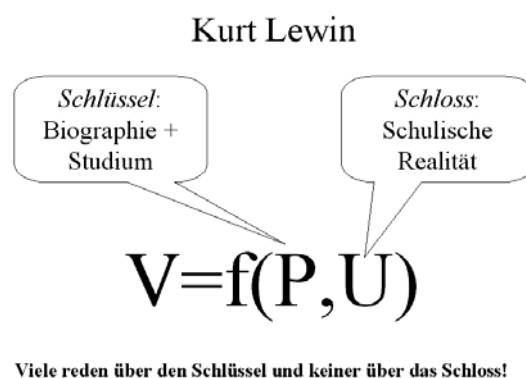 Kurt Lewin
Schlüssel:
Biographie +
Studium
Schloss:
Schulische
Realität
V=f(P,U)
Viele reden über den Schlüssel und keiner über das Schloss!